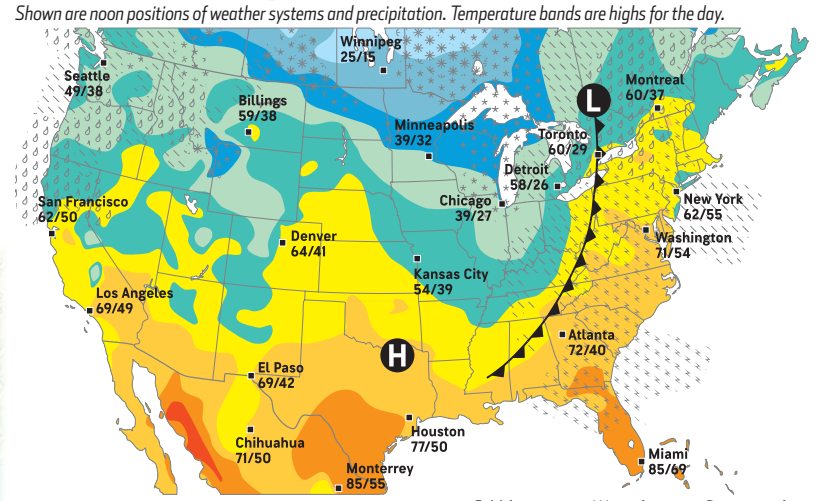 Shown are noon positions of weather systems and precipitation. Temperature bands are highs for the day.
Winnipeg
25/15
Seattle
49/38
Billings
59/38
Minneapolis
39/32
L
Montreal
60/37
Toronto
60/29
Detroit
58/26
Chicago
39/27
New York
62/55
San Francisco
62/50
Denver
64/41
Kansas City
54/39
Washington
71/54
Los Angeles
69/49
H
Atlanta
72/40
El Paso
69/42
Chihuahua
71/50
Houston
77/50
Monterrey
85/55
Miami
85/69